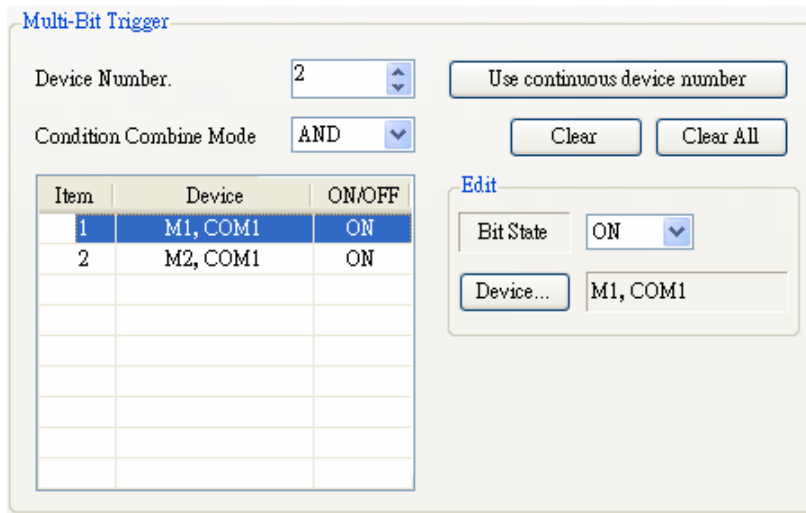 Multi-Bit Trigger
Device Number. 2 Use continuous device number
Condition Combine Mode AND Clear Clear All
Item Device ON/OFF
1 M1, COM1 ON
2 M2, COM1 ON
Edit
Bit State ON
Device... M1, COM1